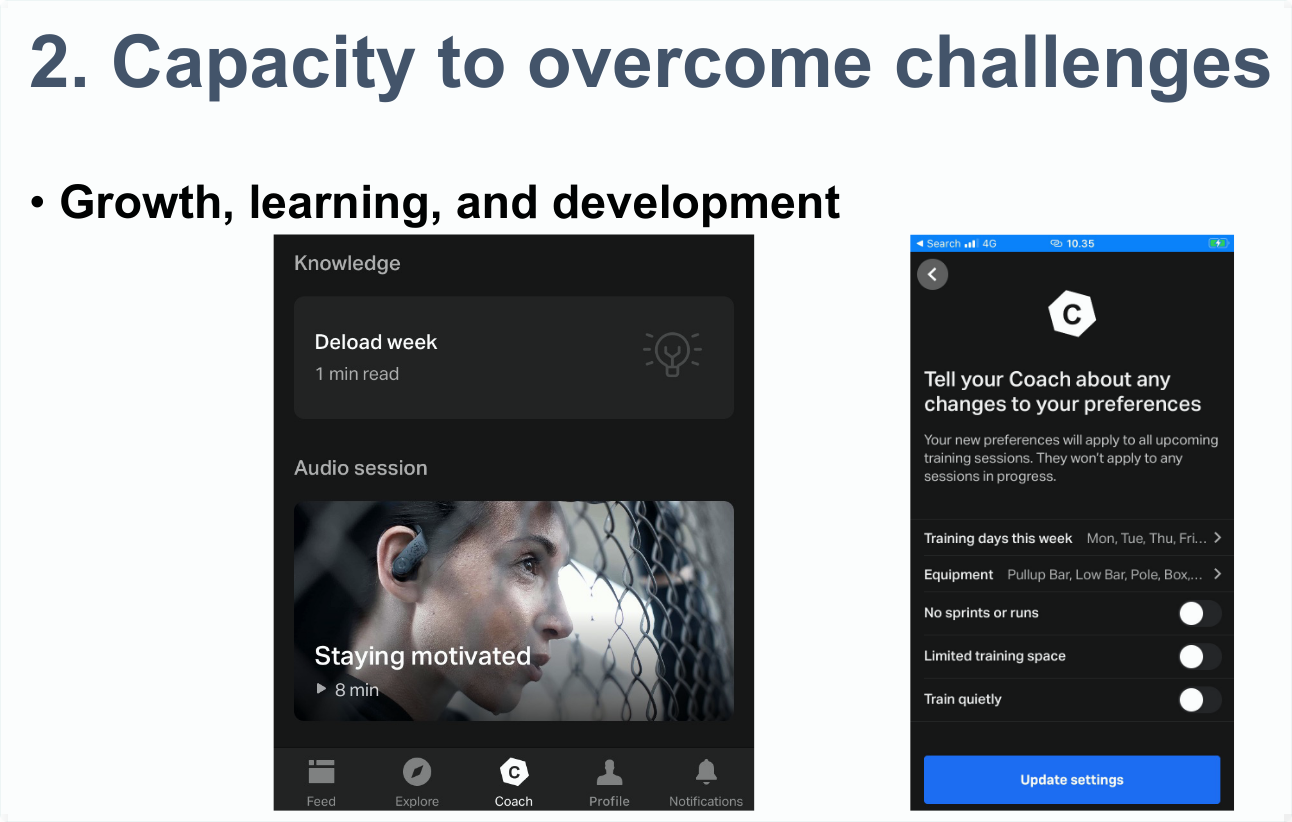 2. Capacity to overcome challenges
• Growth, learning, and development
Knowledge
Deload week
1 min read
Audio session
Staying motivated
8 min
Feed
Explore
C
Coach
Profile
Notifications
Search 4G 10.35
C
Tell your Coach about any
changes to your preferences
Your new preferences will apply to all upcoming
training sessions. They won't apply to any
sessions in progress.
Training days this week Mon, Tue, Thu, Fri...
Equipment Pullup Bar, Low Bar, Pole, Box,...
No sprints or runs
Limited training space
Train quietly
Update settings